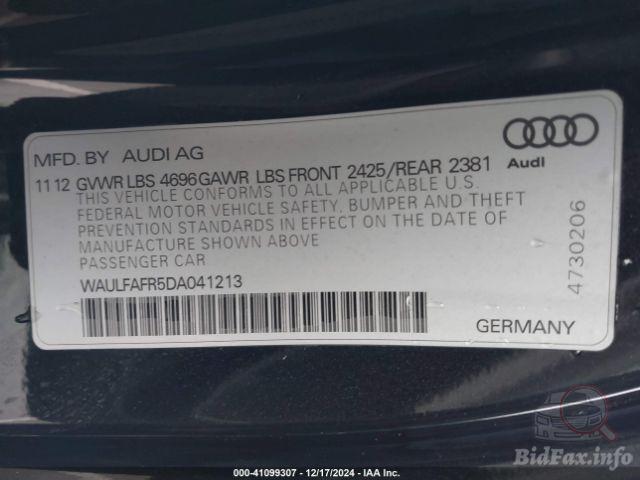 MFD. BY AUDI AG
Audi
11 12 GVWR LBS 4696 GAWR LBS FRONT 2425/REAR 2381
THIS VEHICLE CONFORMS TO ALL APPLICABLE U.S.
FEDERAL MOTOR VEHICLE SAFETY, BUMPER AND THEFT
PREVENTION STANDARDS IN EFFECT ON THE DATE OF
MANUFACTURE SHOWN ABOVE
PASSENGER CAR
WAULFAFR5DA041213
4730206
GERMANY
000-41099307 - 12/17/2024 - IAA Inc.
BidFax.info